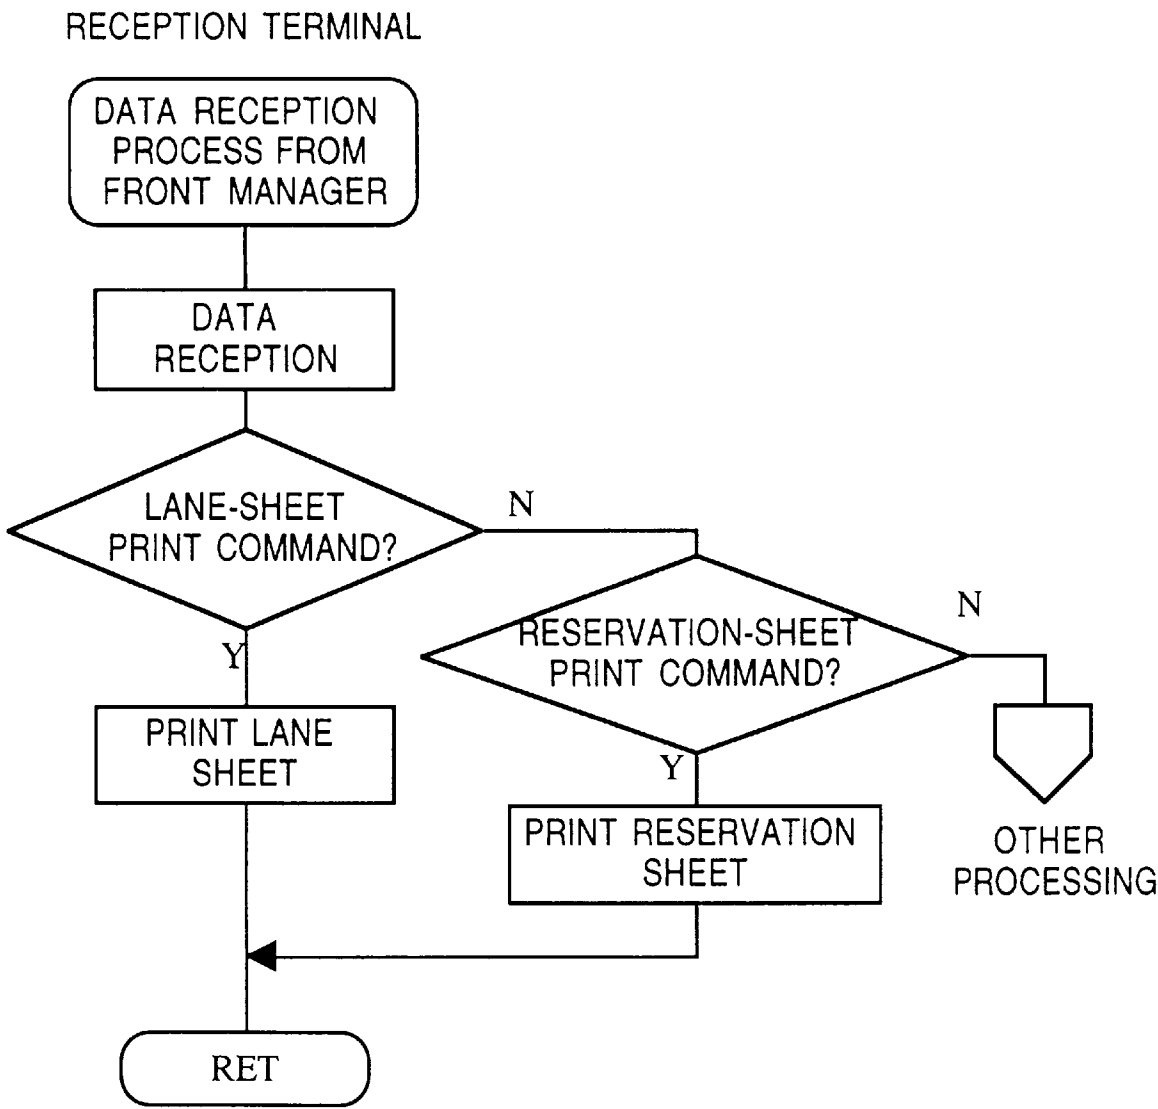 RECEPTION TERMINAL
DATA RECEPTION
PROCESS FROM
FRONT MANAGER
DATA
RECEPTION
LANE-SHEET
PRINT COMMAND?
N
Y
RESERVATION-SHEET
PRINT COMMAND?
N
Y
PRINT LANE
SHEET
PRINT RESERVATION
SHEET
OTHER
PROCESSING
RET